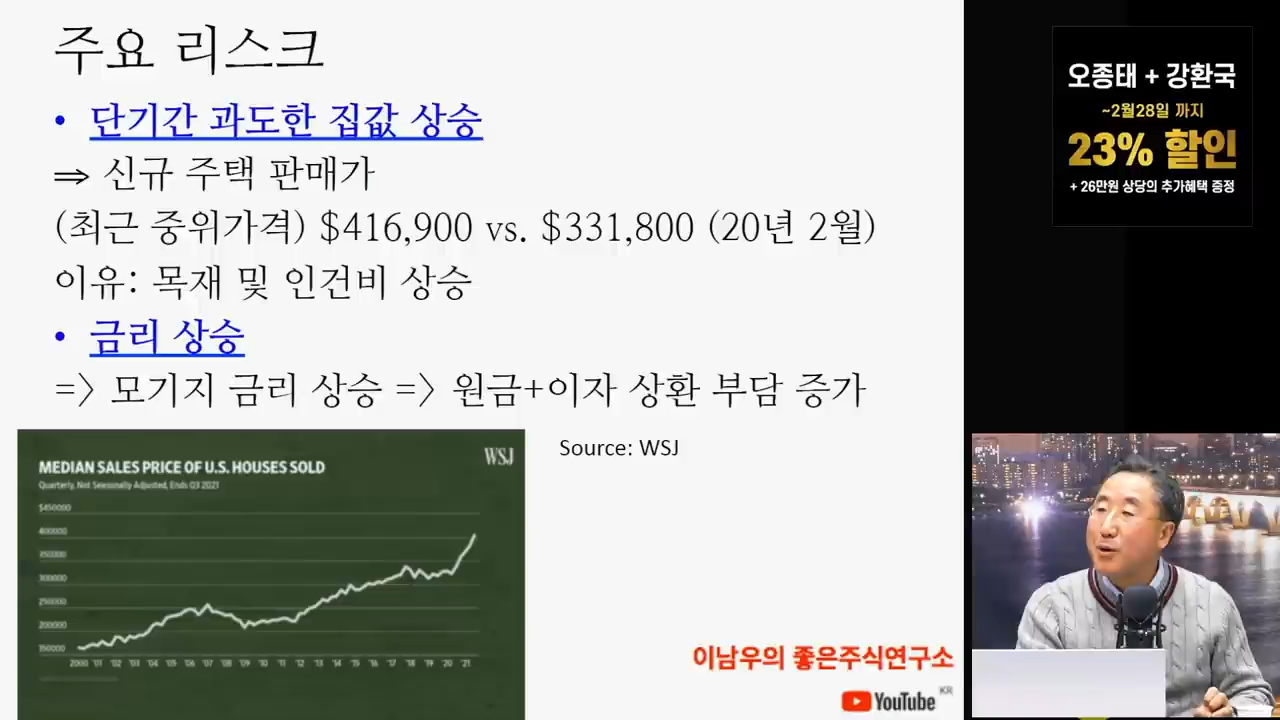 주요 리스크
• 단기간 과도한 집값 상승
⇒ 신규 주택 판매가
(최근 중위가격) $416,900 vs. $331,800 (20년 2월)
이유: 목재 및 인건비 상승
• 금리 상승
=> 모기지 금리 상승 => 원금+이자 상환 부담 증가
Source: WSJ
WSJ
MEDIAN SALES PRICE OF U.S. HOUSES SOLD
Quarterly, Not Seasonally Adjusted, Ends Q3 2021
$450000
400000
350000
300000
250000
200000
150000
2000 '01 '02 '03 '04 '05 '06 '07 '08 '09 '10 '11 '12 '13 '14 '15 '16 '17 '18 '19 '20 '21
이남우의 좋은주식연구소
YouTube KR
오종태 + 강환국
~2월28일 까지
23% 할인
+ 26만원 상당의 추가혜택 증정